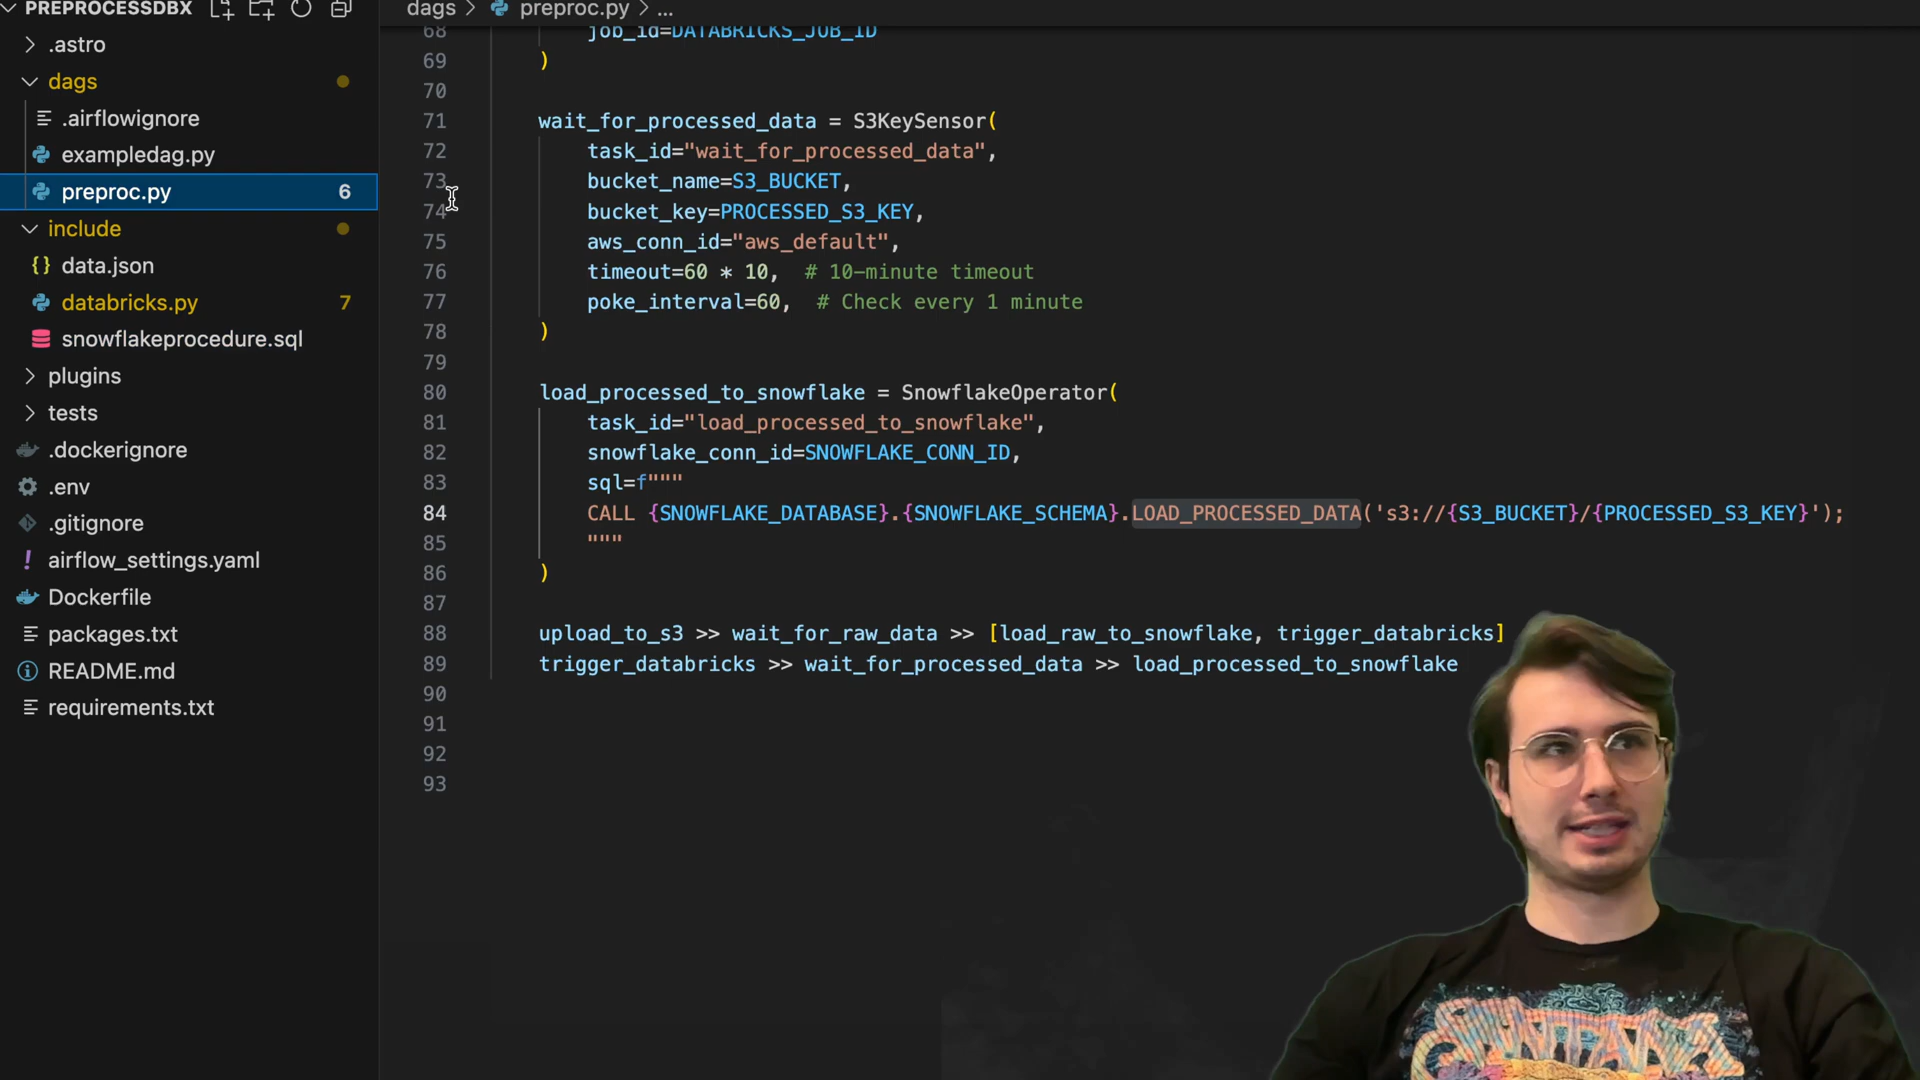 PREPROCESSDBX
.astro
dags
.airflowignore
exampledag.py
preproc.py 6
include
data.json
databricks.py 7
snowflakeprocedure.sql
plugins
tests
.dockerignore
.env
.gitignore
airflow_settings.yaml
Dockerfile
packages.txt
README.md
requirements.txt
dags > preproc.py > ...
68 job_id=DATABRICKS_JOB_ID
69 )
70
71 wait_for_processed_data = S3KeySensor(
72 task_id="wait_for_processed_data",
73 bucket_name=S3_BUCKET,
74 bucket_key=PROCESSED_S3_KEY,
75 aws_conn_id="aws_default",
76 timeout=60 * 10, # 10-minute timeout
77 poke_interval=60, # Check every 1 minute
78 )
79
80 load_processed_to_snowflake = SnowflakeOperator(
81 task_id="load_processed_to_snowflake",
82 snowflake_conn_id=SNOWFLAKE_CONN_ID,
83 sql=f"""
84 CALL {SNOWFLAKE_DATABASE}.{SNOWFLAKE_SCHEMA}.LOAD_PROCESSED_DATA('s3://{S3_BUCKET}/{PROCESSED_S3_KEY}');
85 """
86 )
87
88 upload_to_s3 >> wait_for_raw_data >> [load_raw_to_snowflake, trigger_databricks]
89 trigger_databricks >> wait_for_processed_data >> load_processed_to_snowflake
90
91
92
93